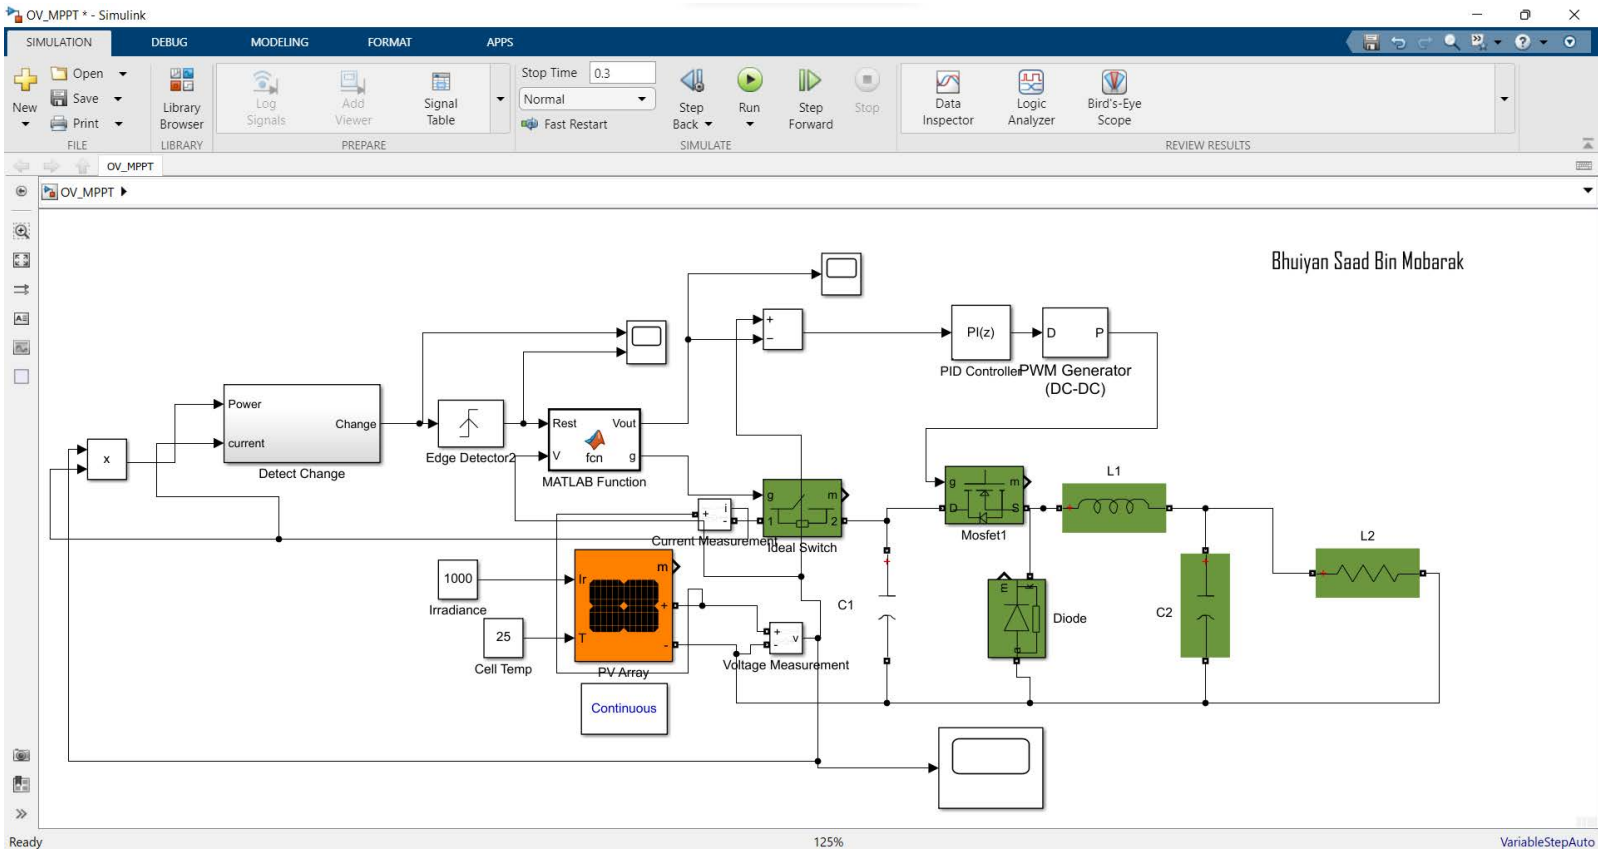 OV_MPPT * - Simulink
SIMULATION DEBUG MODELING FORMAT APPS
New
Open
Save
Print
FILE
Library Browser
LIBRARY
Log Signals
Add Viewer
Signal Table
PREPARE
Stop Time 0.3
Normal
Fast Restart
Step Back
Run
Step Forward
Stop
SIMULATE
Data Inspector
Logic Analyzer
Bird's-Eye Scope
REVIEW RESULTS
OV_MPPT
OV_MPPT
Bhuiyan Saad Bin Mobarak
+
−
PI(z)
PID Controller
D P
PWM Generator
(DC-DC)
Power
current
Change
Detect Change
x
Edge Detector2
Rest Vout
V fcn g
MATLAB Function
+ i
-
Current Measurement
g m
1 2
Ideal Switch
g m
D S
Mosfet1
L1
L2
1000
Irradiance
25
Cell Temp
Ir m
T +
-
PV Array
+
- v
Voltage Measurement
C1
m k
a
Diode
C2
Continuous
Ready 125% VariableStepAuto